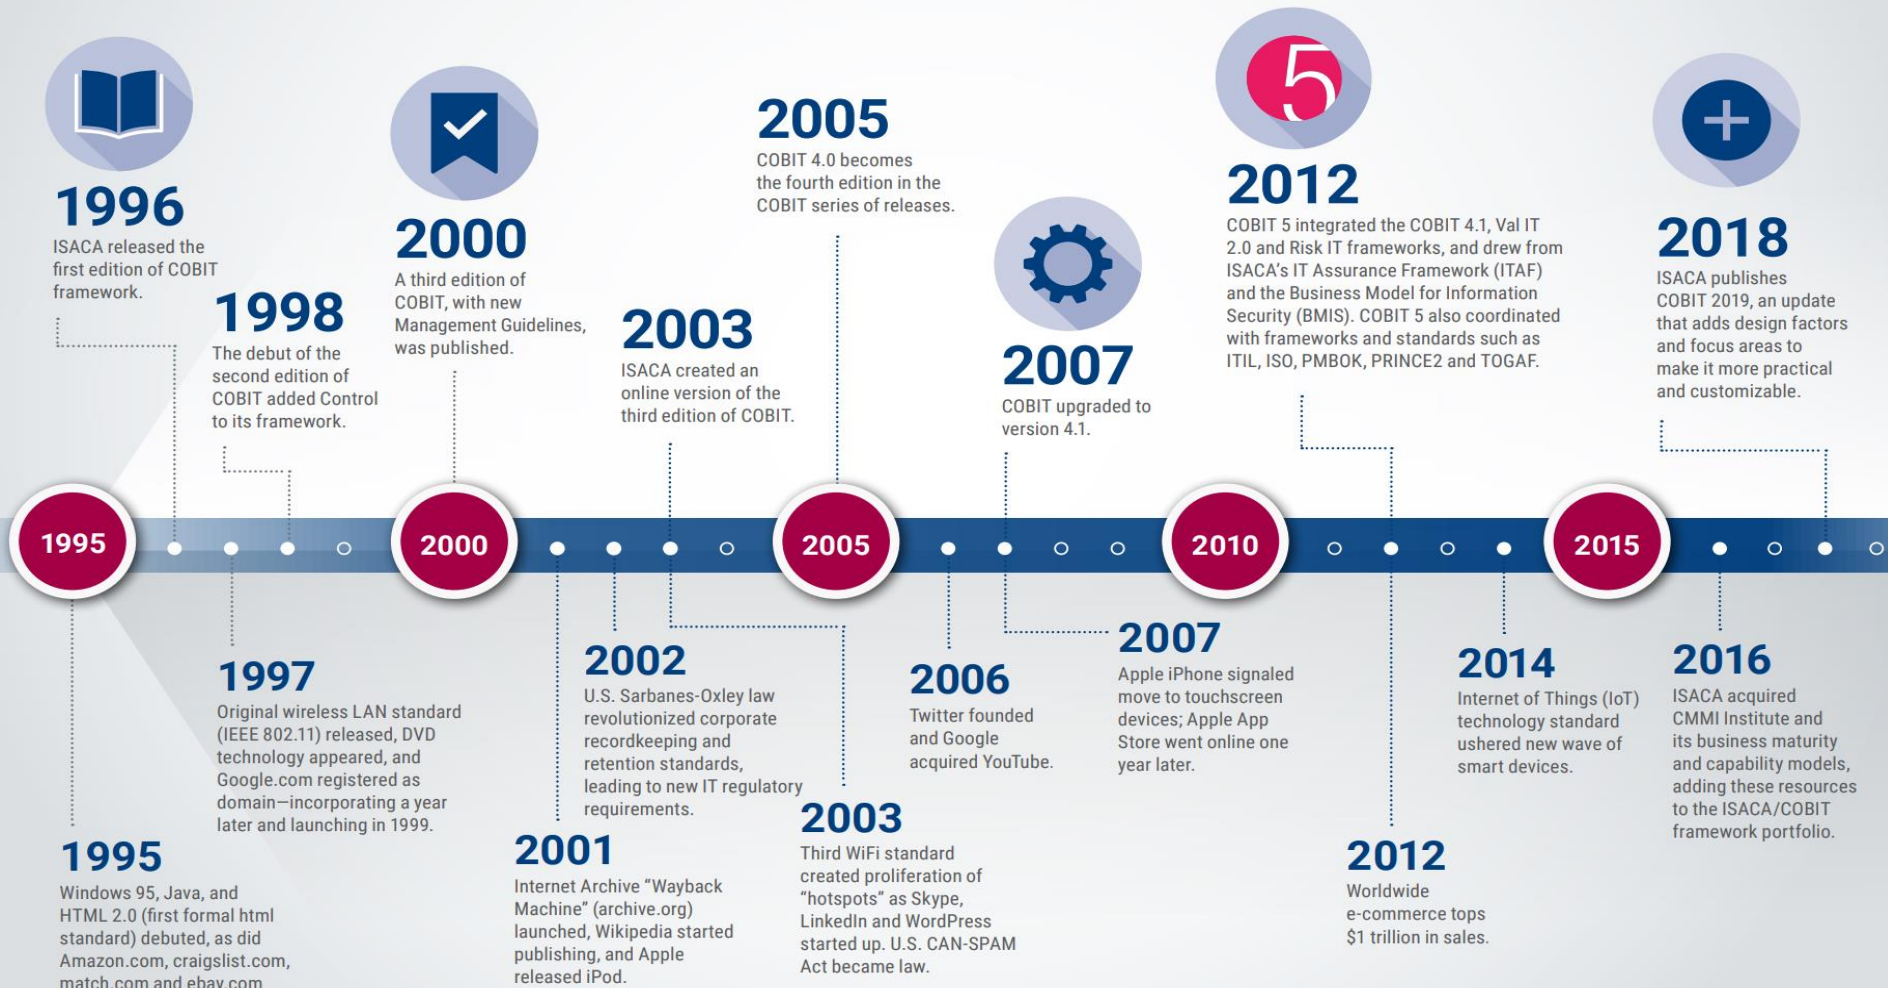 5
1996
ISACA released the
first edition of COBIT
framework.
1998
The debut of the
second edition of
COBIT added Control
to its framework.
2000
A third edition of
COBIT, with new
Management Guidelines,
was published.
2003
ISACA created an
online version of the
third edition of COBIT.
2005
COBIT 4.0 becomes
the fourth edition in the
COBIT series of releases.
2007
COBIT upgraded to
version 4.1.
2012
COBIT 5 integrated the COBIT 4.1, Val IT
2.0 and Risk IT frameworks, and drew from
ISACA's IT Assurance Framework (ITAF)
and the Business Model for Information
Security (BMIS). COBIT 5 also coordinated
with frameworks and standards such as
ITIL, ISO, PMBOK, PRINCE2 and TOGAF.
2018
ISACA publishes
COBIT 2019, an update
that adds design factors
and focus areas to
make it more practical
and customizable.
1995
2000
2005
2010
2015
1995
Windows 95, Java, and
HTML 2.0 (first formal html
standard) debuted, as did
Amazon.com, craigslist.com,
match.com and ebay.com
1997
Original wireless LAN standard
(IEEE 802.11) released, DVD
technology appeared, and
Google.com registered as
domain—incorporating a year
later and launching in 1999.
2001
Internet Archive “Wayback
Machine” (archive.org)
launched, Wikipedia started
publishing, and Apple
released iPod.
2002
U.S. Sarbanes-Oxley law
revolutionized corporate
recordkeeping and
retention standards,
leading to new IT regulatory
requirements.
2003
Third WiFi standard
created proliferation of
“hotspots” as Skype,
LinkedIn and WordPress
started up. U.S. CAN-SPAM
Act became law.
2006
Twitter founded
and Google
acquired YouTube.
2007
Apple iPhone signaled
move to touchscreen
devices; Apple App
Store went online one
year later.
2012
Worldwide
e-commerce tops
$1 trillion in sales.
2014
Internet of Things (IoT)
technology standard
ushered new wave of
smart devices.
2016
ISACA acquired
CMMI Institute and
its business maturity
and capability models,
adding these resources
to the ISACA/COBIT
framework portfolio.